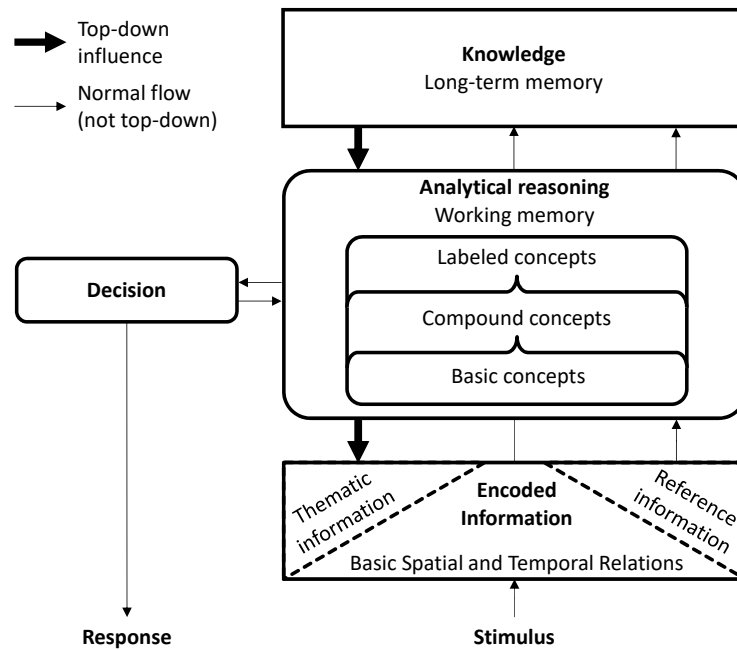 Top-down
influence
Normal flow
(not top-down)
Knowledge
Long-term memory
Analytical reasoning
Working memory
Labeled concepts
Decision
Compound concepts
Basic concepts
Thematic
information
Encoded
Information
Reference
information
Basic Spatial and Temporal Relations
Response
Stimulus